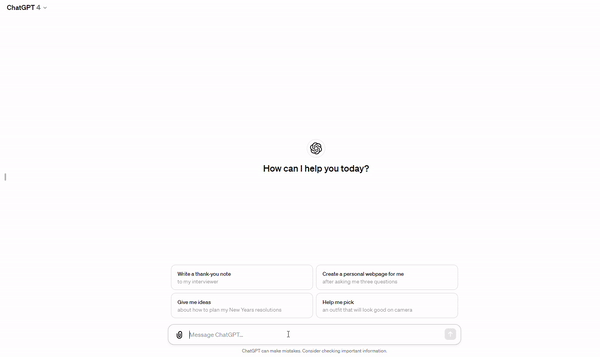 ChatGPT 4
How can I help you today?
Write a thank-you note
to my interviewer
Create a personal webpage for me
after asking me three questions
Give me ideas
about how to plan my New Years resolutions
Help me pick
an outfit that will look good on camera
Message ChatGPT...
ChatGPT can make mistakes. Consider checking important information.